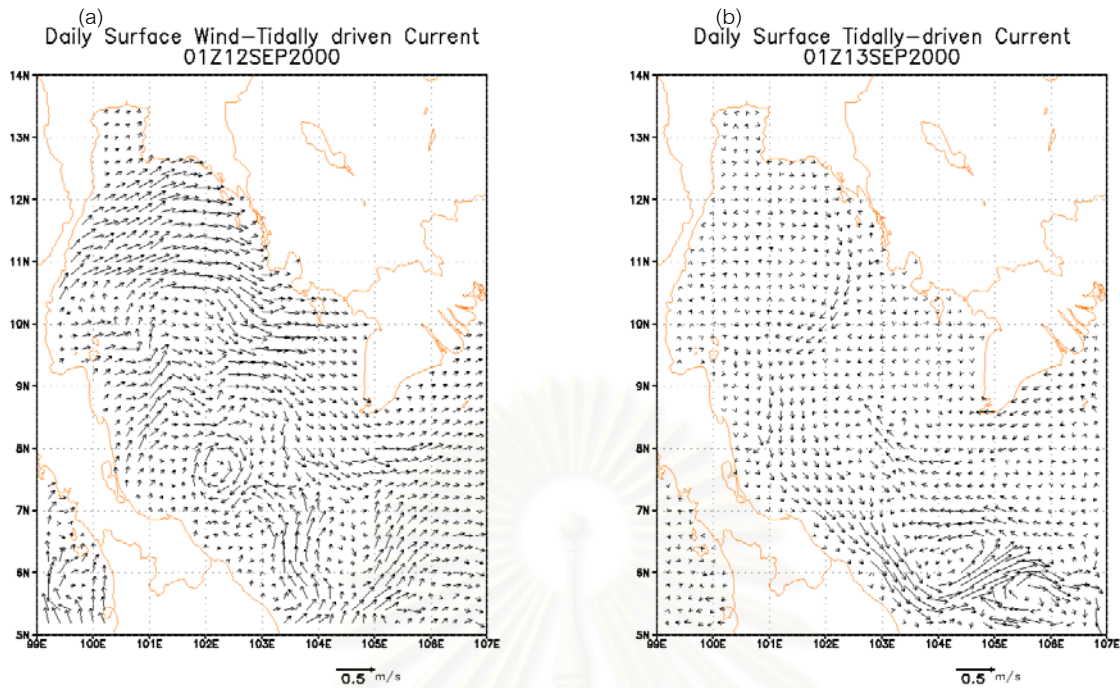 (a)
Daily Surface Wind-Tidally driven Current
01Z12SEP2000
14N
13N
12N
11N
10N
9N
8N
7N
6N
5N
99E 100E 101E 102E 103E 104E 105E 106E 107E
0.5 m/s
(b)
Daily Surface Tidally-driven Current
01Z13SEP2000
14N
13N
12N
11N
10N
9N
8N
7N
6N
5N
99E 100E 101E 102E 103E 104E 105E 106E 107E
0.5 m/s